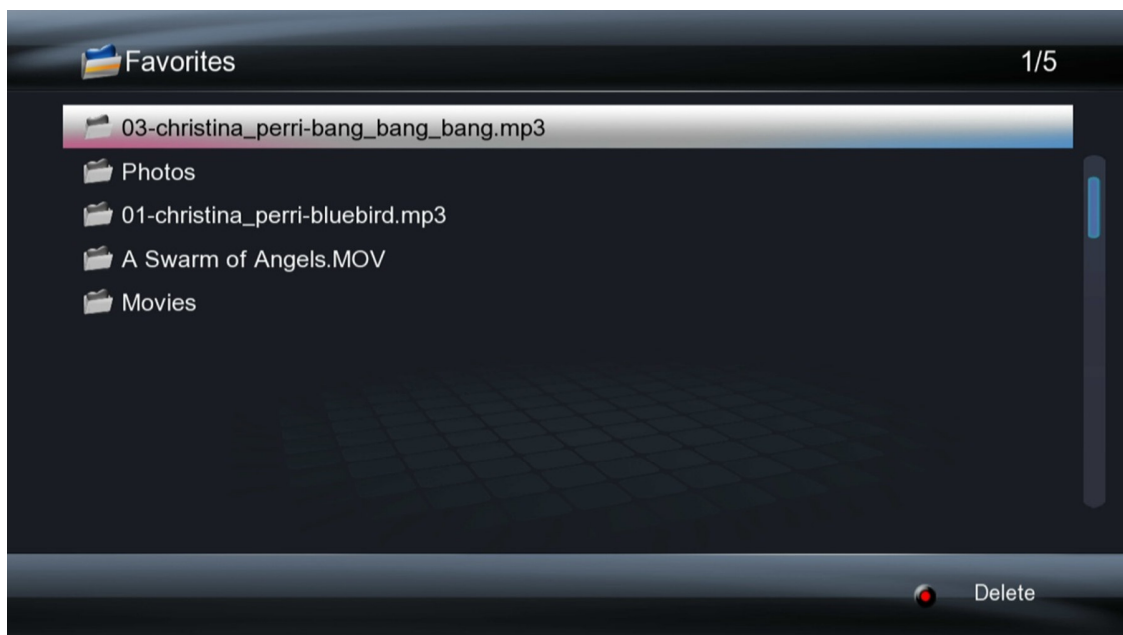 Favorites 1/5
03-christina_perri-bang_bang_bang.mp3
Photos
01-christina_perri-bluebird.mp3
A Swarm of Angels.MOV
Movies
Delete